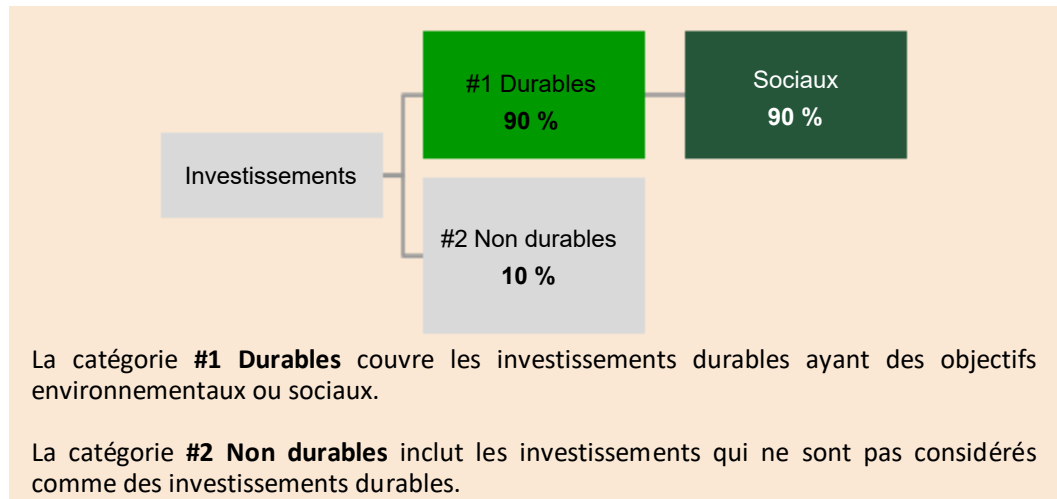 #1 Durables
90 %
Sociaux
90 %
Investissements
#2 Non durables
10 %
La catégorie #1 Durables couvre les investissements durables ayant des objectifs
environnementaux ou sociaux.
La catégorie #2 Non durables inclut les investissements qui ne sont pas considérés
comme des investissements durables.